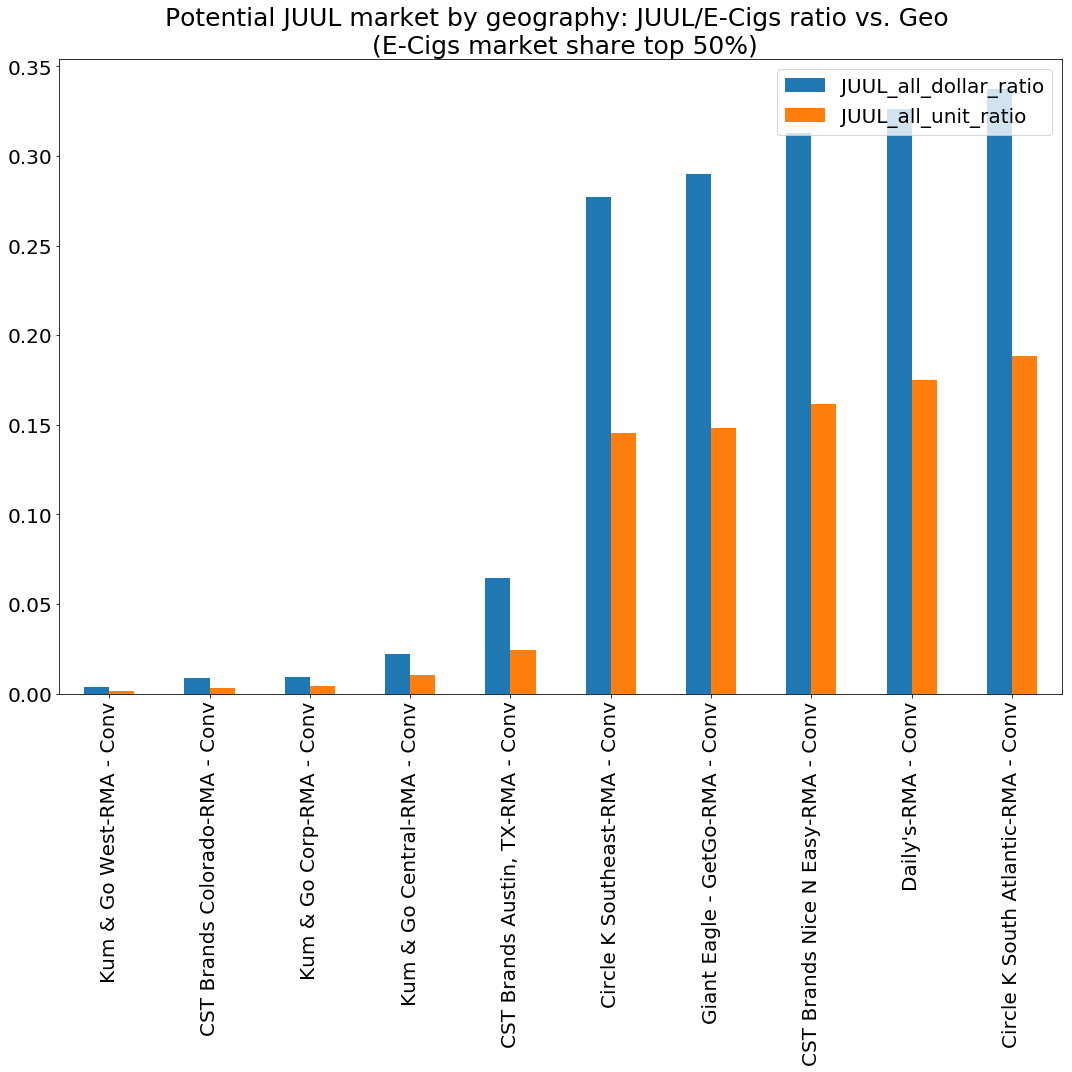 Potential JUUL market by geography: JUUL/E-Cigs ratio vs. Geo
(E-Cigs market share top 50%)
JUUL_all_dollar_ratio
JUUL_all_unit_ratio
0.35
0.30
0.25
0.20
0.15
0.10
0.05
0.00
Kum & Go West-RMA - Conv
CST Brands Colorado-RMA - Conv
Kum & Go Corp-RMA - Conv
Kum & Go Central-RMA - Conv
CST Brands Austin, TX-RMA - Conv
Circle K Southeast-RMA - Conv
Giant Eagle - GetGo-RMA - Conv
CST Brands Nice N Easy-RMA - Conv
Daily's-RMA - Conv
Circle K South Atlantic-RMA - Conv